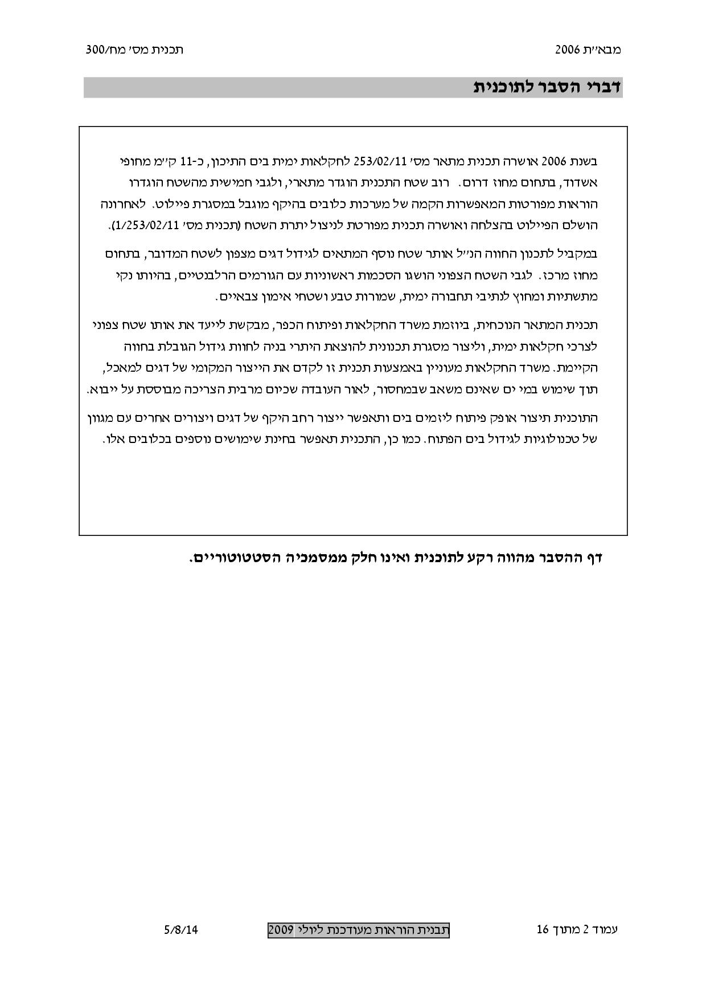 מבא״ת 2006 תכנית מס׳ מח/300
דברי הסבר לתוכנית
בשנת 2006 אושרה תכנית מתאר מס׳ 253/02/11 לחקלאות ימית בים התיכון, כ-11 ק״מ מחופי
אשדוד, בתחום מחוז דרום. רוב שטח התכנית הוגדר מתארי, ולגבי חמישית מהשטח הוגדרו
הוראות מפורטות המאפשרות הקמה של מערכות כלובים בהיקף מוגבל במסגרת פיילוט. לאחרונה
הושלם הפיילוט בהצלחה ואושרה תכנית מפורטת לניצול יתרת השטח (תכנית מס׳ 1/253/02/11).
במקביל לתכנון החווה הנ״ל אותר שטח נוסף המתאים לגידול דגים מצפון לשטח המדובר, בתחום
מחוז מרכז. לגבי השטח הצפוני הושגו הסכמות ראשוניות עם הגורמים הרלבנטיים, בהיותו נקי
מתשתיות ומחוץ לנתיבי תחבורה ימית, שמורות טבע ושטחי אימון צבאיים.
תכנית המתאר הנוכחית, ביוזמת משרד החקלאות ופיתוח הכפר, מבקשת לייעד את אותו שטח צפוני
לצרכי חקלאות ימית, וליצור מסגרת תכנונית להוצאת היתרי בניה לחוות גידול הגובלת בחווה
הקיימת. משרד החקלאות מעוניין באמצעות תכנית זו לקדם את הייצור המקומי של דגים למאכל,
תוך שימוש במי ים שאינם משאב שבמחסור, לאור העובדה שכיום מרבית הצריכה מבוססת על ייבוא.
התוכנית תיצור אופק פיתוח ליזמים בים ותאפשר ייצור רחב היקף של דגים ויצורים אחרים עם מגוון
של טכנולוגיות לגידול בים הפתוח. כמו כן, התכנית תאפשר בחינת שימושים נוספים בכלובים אלו.
דף ההסבר מהווה רקע לתוכנית ואינו חלק ממסמכיה הסטטוטוריים.
עמוד 2 מתוך 16 תבנית הוראות מעודכנת ליולי 2009 5/8/14